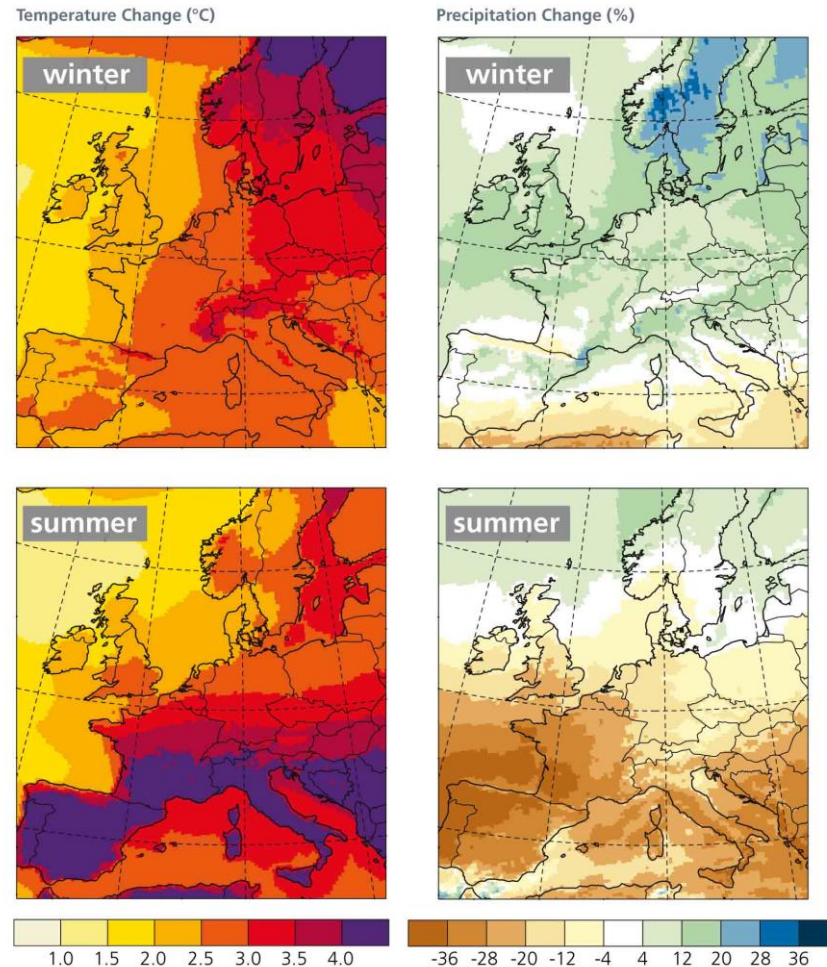 Temperature Change (°C)
Precipitation Change (%)
winter
winter
summer
summer
1.0 1.5 2.0 2.5 3.0 3.5 4.0
-36 -28 -20 -12 -4 4 12 20 28 36